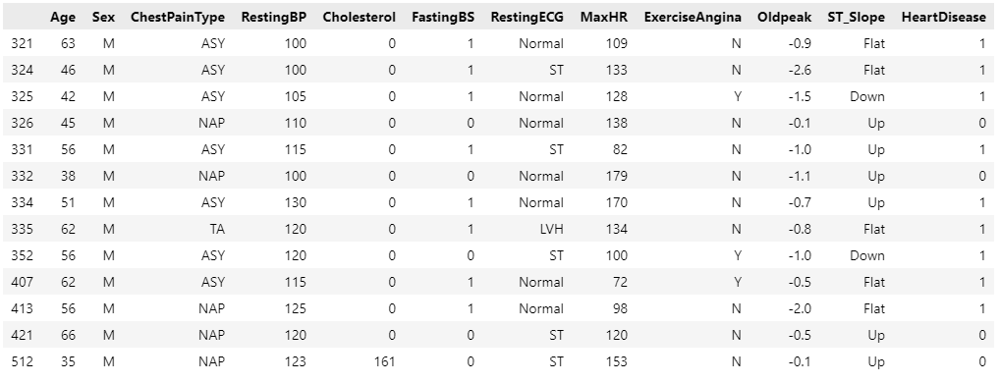 Age Sex ChestPainType RestingBP Cholesterol FastingBS RestingECG MaxHR ExerciseAngina Oldpeak ST_Slope HeartDisease
321 63 M ASY 100 0 1 Normal 109 N -0.9 Flat 1
324 46 M ASY 100 0 1 ST 133 N -2.6 Flat 1
325 42 M ASY 105 0 1 Normal 128 Y -1.5 Down 1
326 45 M NAP 110 0 0 Normal 138 N -0.1 Up 0
331 56 M ASY 115 0 1 ST 82 N -1.0 Up 1
332 38 M NAP 100 0 0 Normal 179 N -1.1 Up 0
334 51 M ASY 130 0 1 Normal 170 N -0.7 Up 1
335 62 M TA 120 0 1 LVH 134 N -0.8 Flat 1
352 56 M ASY 120 0 0 ST 100 Y -1.0 Down 1
407 62 M ASY 115 0 1 Normal 72 Y -0.5 Flat 1
413 56 M NAP 125 0 1 Normal 98 N -2.0 Flat 1
421 66 M NAP 120 0 0 ST 120 N -0.5 Up 0
512 35 M NAP 123 161 0 ST 153 N -0.1 Up 0